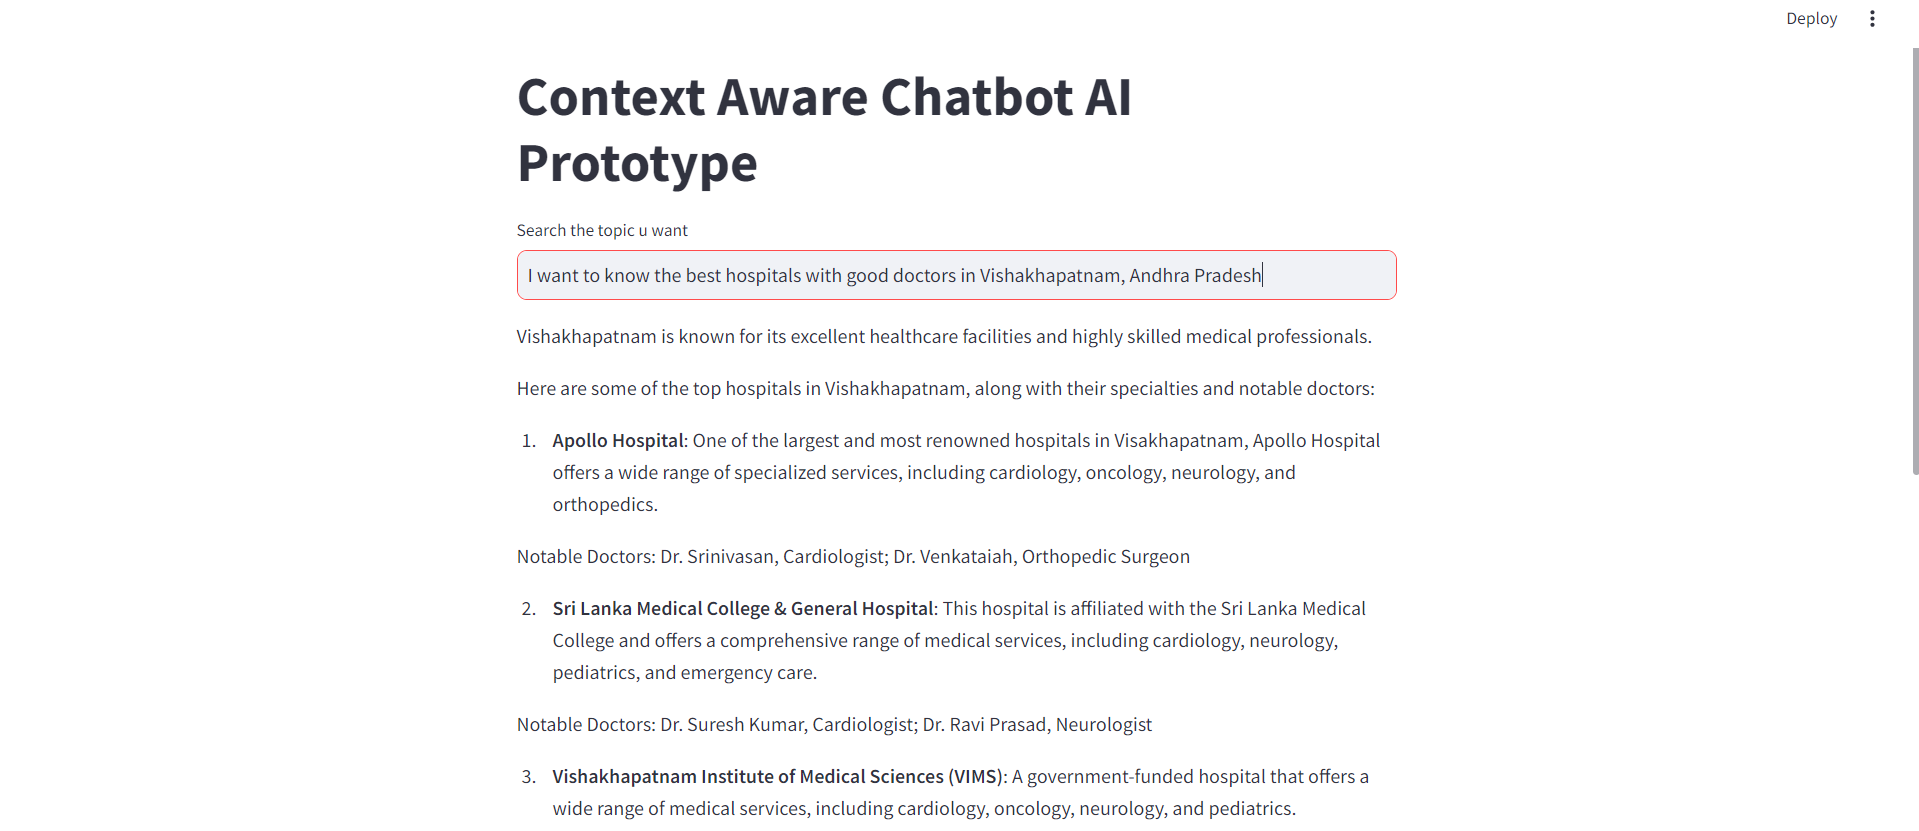 Deploy
Context Aware Chatbot AI
Prototype
Search the topic u want
I want to know the best hospitals with good doctors in Vishakhapatnam, Andhra Pradesh
Vishakhapatnam is known for its excellent healthcare facilities and highly skilled medical professionals.
Here are some of the top hospitals in Vishakhapatnam, along with their specialties and notable doctors:
1. Apollo Hospital: One of the largest and most renowned hospitals in Visakhapatnam, Apollo Hospital
offers a wide range of specialized services, including cardiology, oncology, neurology, and
orthopedics.
Notable Doctors: Dr. Srinivasan, Cardiologist; Dr. Venkataiah, Orthopedic Surgeon
2. Sri Lanka Medical College & General Hospital: This hospital is affiliated with the Sri Lanka Medical
College and offers a comprehensive range of medical services, including cardiology, neurology,
pediatrics, and emergency care.
Notable Doctors: Dr. Suresh Kumar, Cardiologist; Dr. Ravi Prasad, Neurologist
3. Vishakhapatnam Institute of Medical Sciences (VIMS): A government-funded hospital that offers a
wide range of medical services, including cardiology, oncology, neurology, and pediatrics.